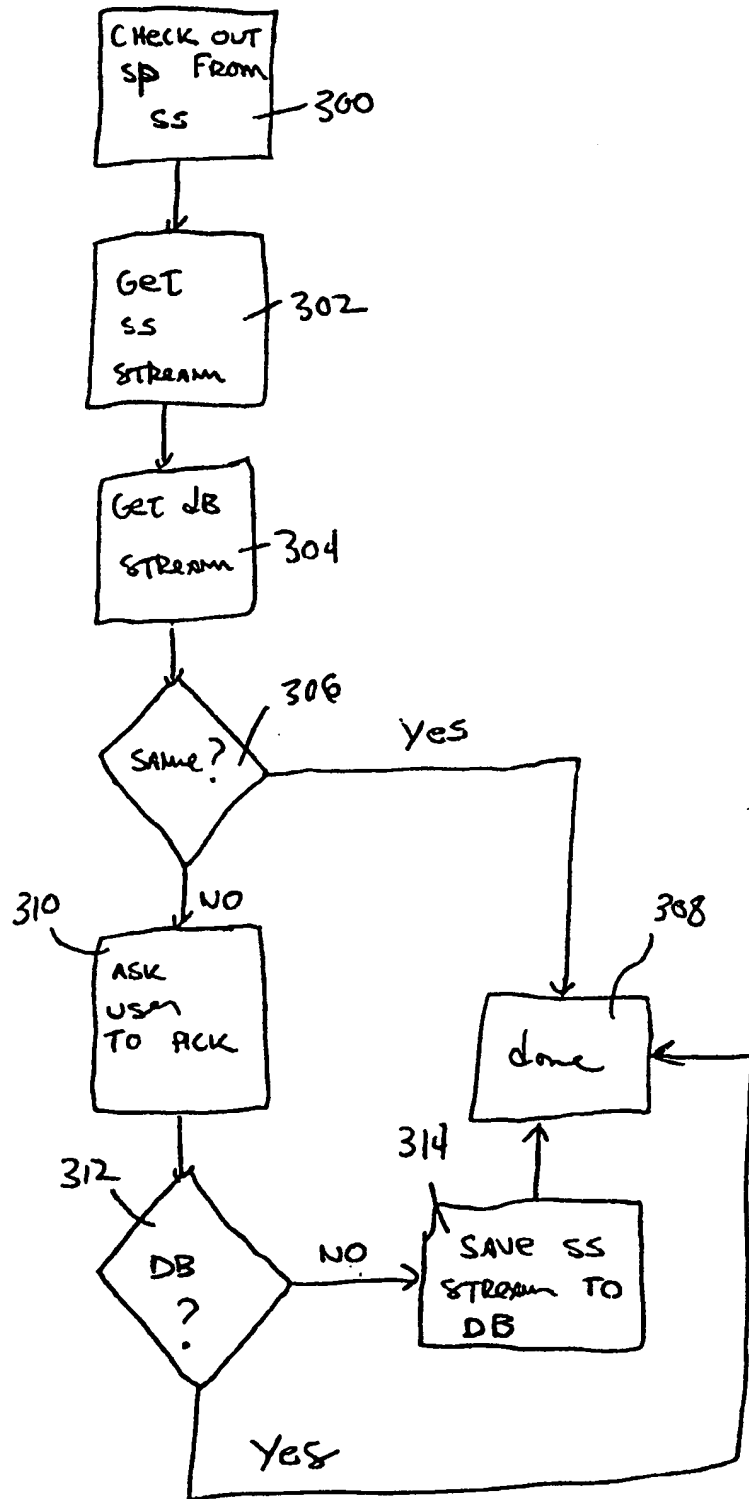 CHECK OUT
SP FROM
SS
300
GET
SS
STREAM
302
GET dB
STREAM
304
306
SAME?
Yes
NO
310
ASK
USER
TO PICK
308
done
312
DB
?
NO
314
SAVE SS
STREAM TO
DB
Yes